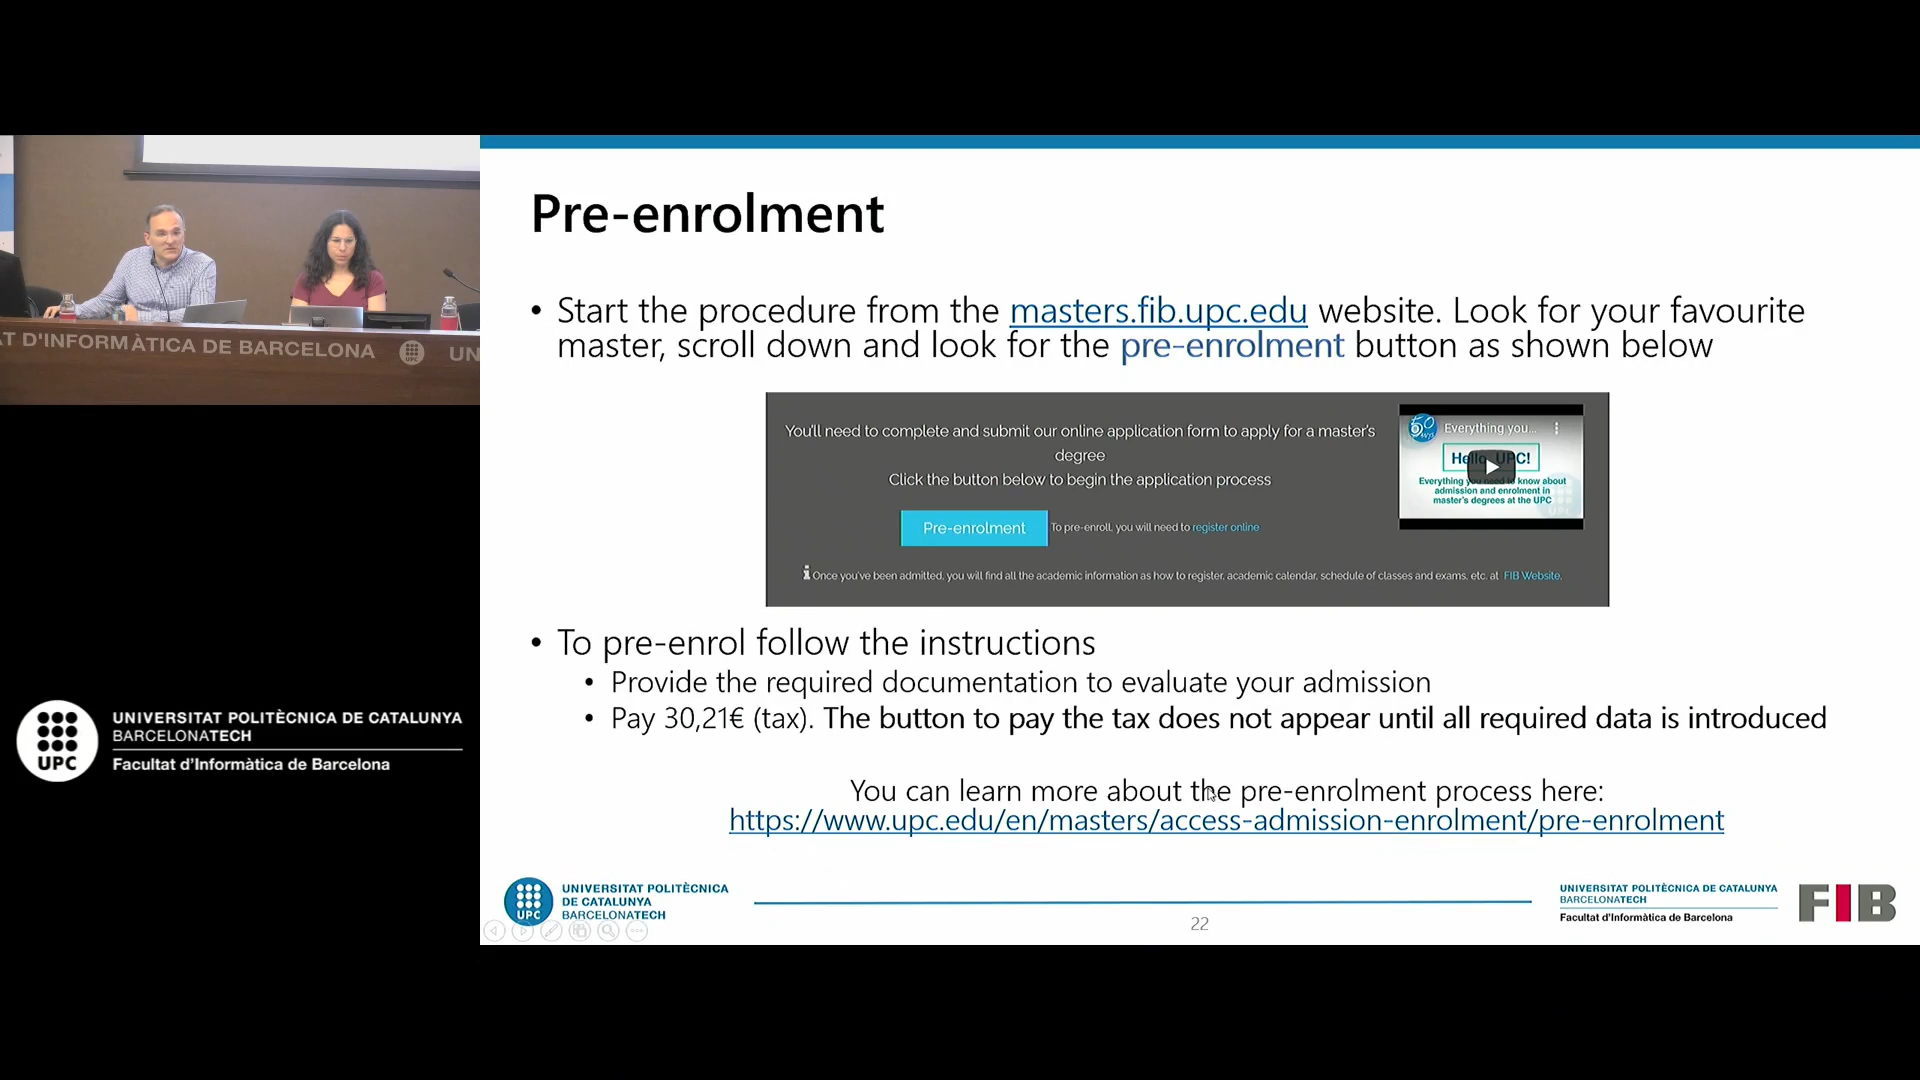 AT D'INFORMÀTICA DE BARCELONA
UN
UPC
UNIVERSITAT POLITÈCNICA DE CATALUNYA
BARCELONATECH
Facultat d'Informàtica de Barcelona
Pre-enrolment
• Start the procedure from the masters.fib.upc.edu website. Look for your favourite
master, scroll down and look for the pre-enrolment button as shown below
You'll need to complete and submit our online application form to apply for a master's
degree
Click the button below to begin the application process
Pre-enrolment To pre-enroll, you will need to register online
Once you've been admitted, you will find all the academic information as how to register, academic calendar, schedule of classes and exams, etc. at FIB Website.
50
Everything you...
Hello, UPC!
Everything you need to know about
admission and enrolment in
master's degrees at the UPC
• To pre-enrol follow the instructions
• Provide the required documentation to evaluate your admission
• Pay 30,21€ (tax). The button to pay the tax does not appear until all required data is introduced
You can learn more about the pre-enrolment process here:
https://www.upc.edu/en/masters/access-admission-enrolment/pre-enrolment
UPC
UNIVERSITAT POLITÈCNICA
DE CATALUNYA
BARCELONATECH
22
UNIVERSITAT POLITÈCNICA DE CATALUNYA
BARCELONATECH
Facultat d'Informàtica de Barcelona
FIB